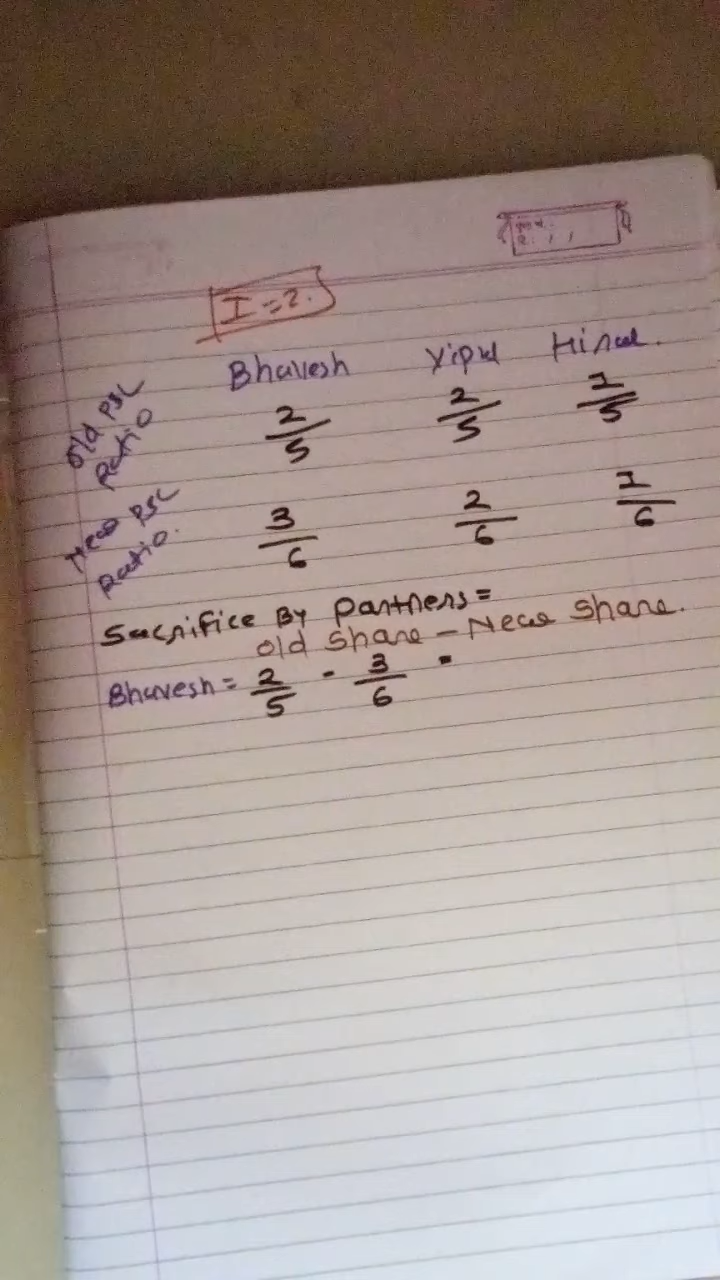 I=2.
Bhavesh Vipul Hinal.
Old PSL Ratio 2/5 2/5 1/5
New PSL Ratio. 3/6 2/6 1/6
Sacrifice By Partners=
Old Share - New Share.
Bhavesh = 2/5 - 3/6